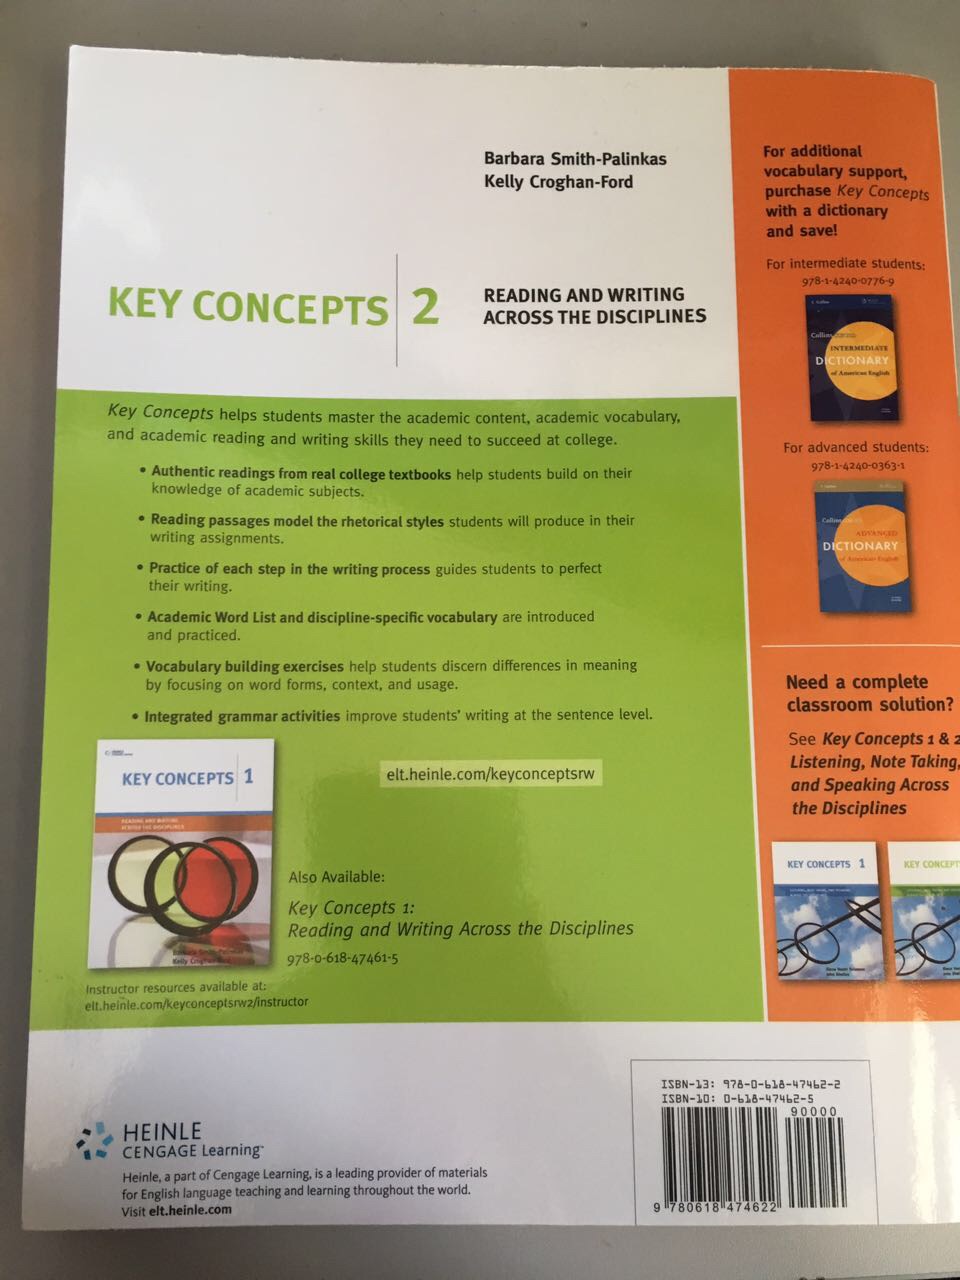 Barbara Smith-Palinkas
Kelly Croghan-Ford
KEY CONCEPTS 2
READING AND WRITING
ACROSS THE DISCIPLINES
Key Concepts helps students master the academic content, academic vocabulary,
and academic reading and writing skills they need to succeed at college.
• Authentic readings from real college textbooks help students build on their
knowledge of academic subjects.
• Reading passages model the rhetorical styles students will produce in their
writing assignments.
• Practice of each step in the writing process guides students to perfect
their writing.
• Academic Word List and discipline-specific vocabulary are introduced
and practiced.
• Vocabulary building exercises help students discern differences in meaning
by focusing on word forms, context, and usage.
• Integrated grammar activities improve students' writing at the sentence level.
elt.heinle.com/keyconceptsrw
KEY CONCEPTS 1
READING AND WRITING
ACROSS THE DISCIPLINES
Barbara Smith-Palinkas
Kelly Croghan-Ford
Also Available:
Key Concepts 1:
Reading and Writing Across the Disciplines
978-0-618-47461-5
Instructor resources available at:
elt.heinle.com/keyconceptsrw2/instructor
For additional
vocabulary support,
purchase Key Concepts
with a dictionary
and save!
For intermediate students:
978-1-4240-0776-9
Collins
INTERMEDIATE
DICTIONARY
of American English
For advanced students:
978-1-4240-0363-1
Collins
ADVANCED
DICTIONARY
of American English
Need a complete
classroom solution?
See Key Concepts 1 & 2
Listening, Note Taking,
and Speaking Across
the Disciplines
KEY CONCEPTS 1
KEY CONCEPT
HEINLE
CENGAGE Learning™
Heinle, a part of Cengage Learning, is a leading provider of materials
for English language teaching and learning throughout the world.
Visit elt.heinle.com
ISBN-13: 978-0-618-47462-2
ISBN-10: 0-618-47462-5
90000
9 780618 474622